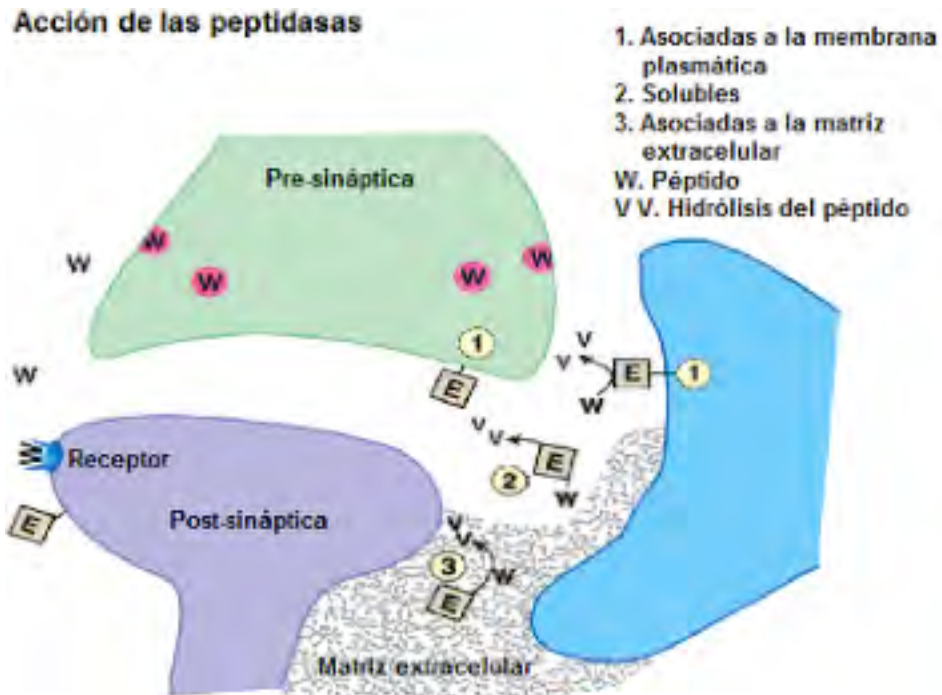 Acción de las peptidasas
1. Asociadas a la membrana
plasmática
2. Solubles
3. Asociadas a la matriz
extracelular
W. Péptido
V V. Hidrólisis del péptido
Pre-sináptica
W
W
W
W
W
1
V
V
E
1
E
W
W
V
V
E
2
W
W
Receptor
E
Post-sináptica
V
V
3
W
E
Matriz extracelular